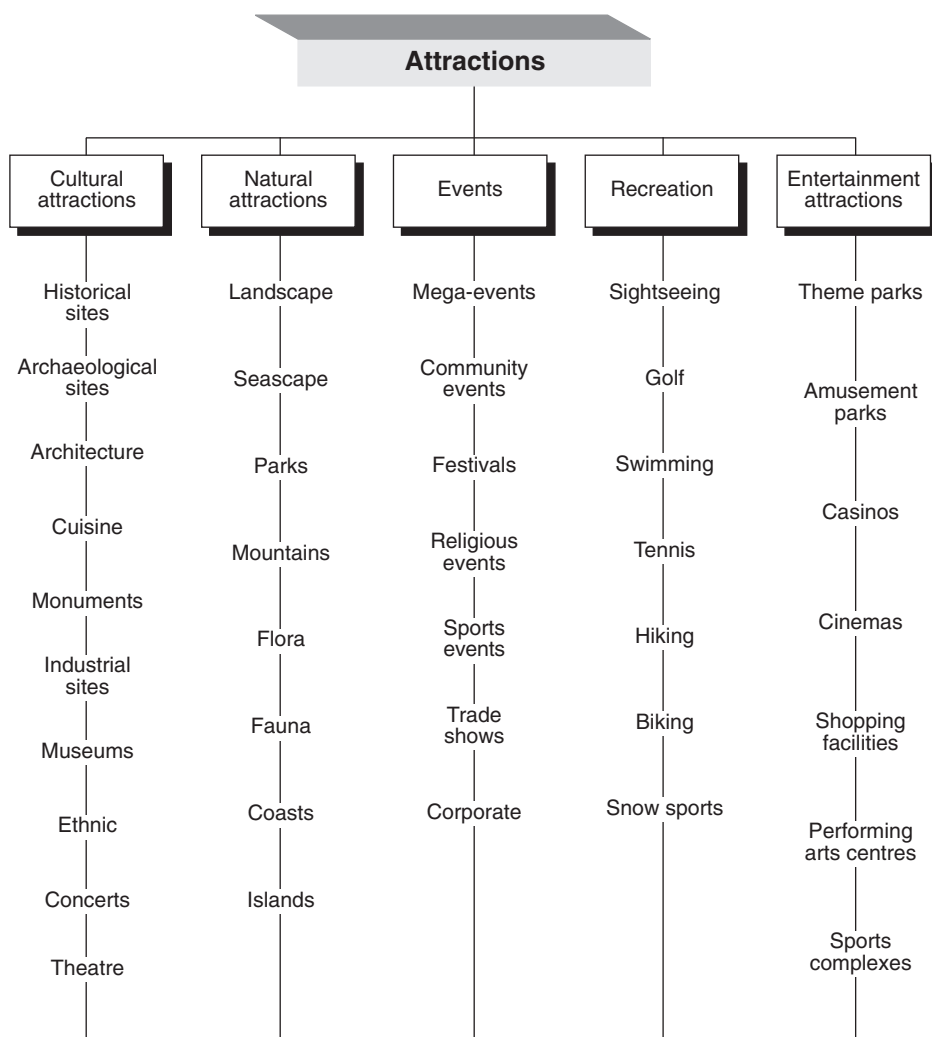 Attractions
Cultural
attractions
Natural
attractions
Events
Recreation
Entertainment
attractions
Historical
sites
Archaeological
sites
Architecture
Cuisine
Monuments
Industrial
sites
Museums
Ethnic
Concerts
Theatre
Landscape
Seascape
Parks
Mountains
Flora
Fauna
Coasts
Islands
Mega-events
Community
events
Festivals
Religious
events
Sports
events
Trade
shows
Corporate
Sightseeing
Golf
Swimming
Tennis
Hiking
Biking
Snow sports
Theme parks
Amusement
parks
Casinos
Cinemas
Shopping
facilities
Performing
arts centres
Sports
complexes